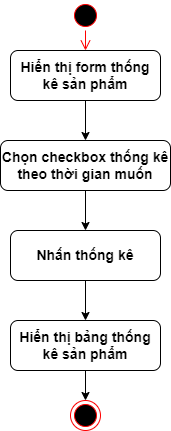 Hiển thị form thống
kê sản phẩm
Chọn checkbox thống kê
theo thời gian muốn
Nhấn thống kê
Hiển thị bảng thống
kê sản phẩm